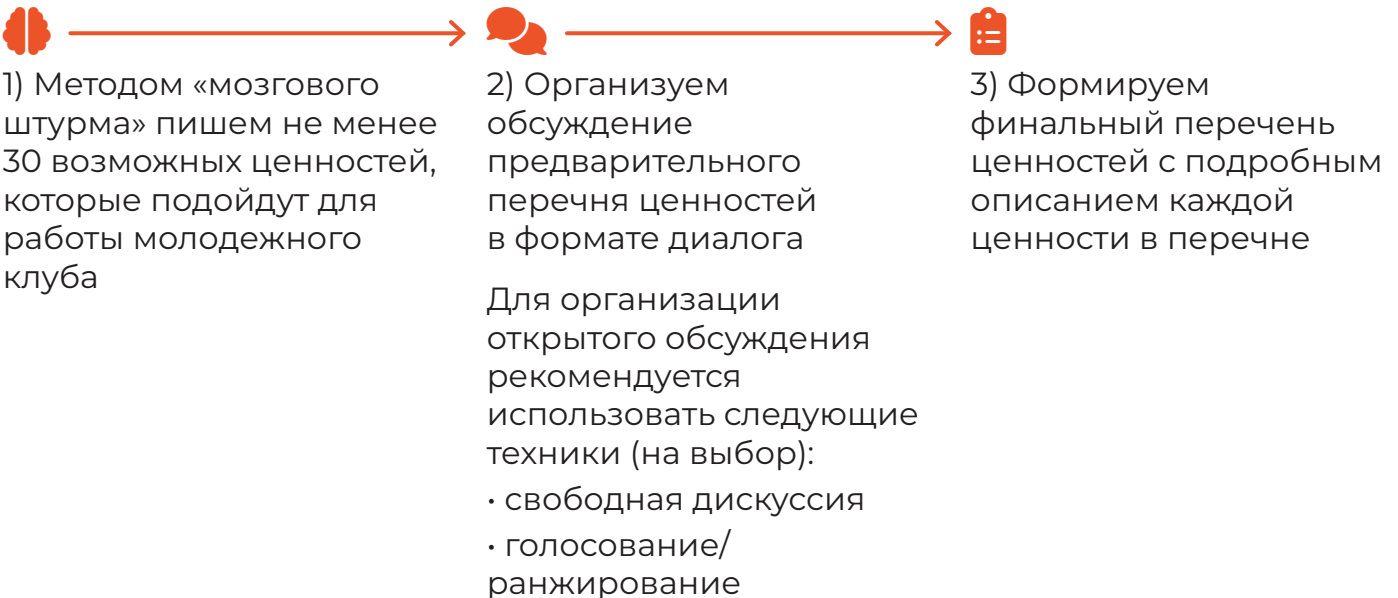 1) Методом «мозгового
штурма» пишем не менее
30 возможных ценностей,
которые подойдут для
работы молодежного
клуба
2) Организуем
обсуждение
предварительного
перечня ценностей
в формате диалога
Для организации
открытого обсуждения
рекомендуется
использовать следующие
техники (на выбор):
· свободная дискуссия
· голосование/
ранжирование
3) Формируем
финальный перечень
ценностей с подробным
описанием каждой
ценности в перечне